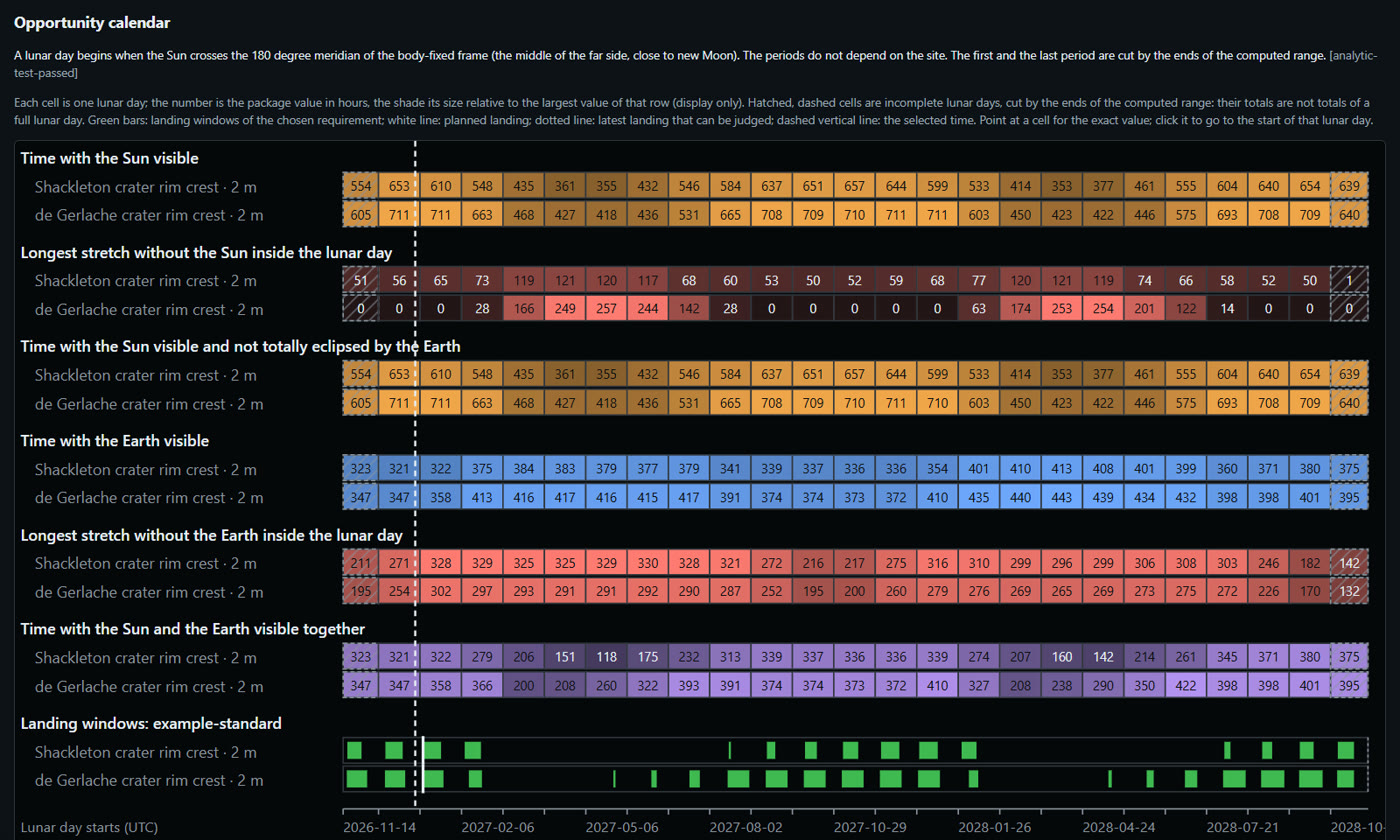 Opportunity calendar
A lunar day begins when the Sun crosses the 180 degree meridian of the body-fixed frame (the middle of the far side, close to new Moon). The periods do not depend on the site. The first and the last period are cut by the ends of the computed range. [analytic-
test-passed]
Each cell is one lunar day; the number is the package value in hours, the shade its size relative to the largest value of that row (display only). Hatched, dashed cells are incomplete lunar days, cut by the ends of the computed range: their totals are not totals of a
full lunar day. Green bars: landing windows of the chosen requirement; white line: planned landing; dotted line: latest landing that can be judged; dashed vertical line: the selected time. Point at a cell for the exact value; click it to go to the start of that lunar day.
Time with the Sun visible
Shackleton crater rim crest · 2 m 554 653 610 548 435 361 355 432 546 584 637 651 657 644 599 533 414 353 377 461 555 604 640 654 639
de Gerlache crater rim crest · 2 m 605 711 711 663 468 427 418 436 531 665 708 709 710 711 711 603 450 423 422 446 575 693 708 709 640
Longest stretch without the Sun inside the lunar day
Shackleton crater rim crest · 2 m 51 56 65 73 119 121 120 117 68 60 53 50 52 59 68 77 120 121 119 74 66 58 52 50 1
de Gerlache crater rim crest · 2 m 0 0 0 28 166 249 257 244 142 28 0 0 0 0 0 63 174 253 254 201 122 14 0 0 0
Time with the Sun visible and not totally eclipsed by the Earth
Shackleton crater rim crest · 2 m 554 653 610 548 435 361 355 432 546 584 637 651 657 644 599 533 414 353 377 461 555 604 640 654 639
de Gerlache crater rim crest · 2 m 605 711 711 663 468 427 418 436 531 665 708 709 710 711 710 603 450 423 422 446 575 693 708 709 640
Time with the Earth visible
Shackleton crater rim crest · 2 m 323 321 322 375 384 383 379 377 379 341 339 337 336 336 354 401 410 413 408 401 399 360 371 380 375
de Gerlache crater rim crest · 2 m 347 347 358 413 416 417 416 415 417 391 374 374 373 372 410 435 440 443 439 434 432 398 398 401 395
Longest stretch without the Earth inside the lunar day
Shackleton crater rim crest · 2 m 211 271 328 329 325 325 329 330 328 321 272 216 217 275 316 310 299 296 299 306 308 303 246 182 142
de Gerlache crater rim crest · 2 m 195 254 302 297 293 291 291 292 290 287 252 195 200 260 279 276 269 265 269 273 275 272 226 170 132
Time with the Sun and the Earth visible together
Shackleton crater rim crest · 2 m 323 321 322 279 206 151 118 175 232 313 339 337 336 336 339 274 207 160 142 214 261 345 371 380 375
de Gerlache crater rim crest · 2 m 347 347 358 366 200 208 260 322 393 391 374 374 373 372 410 327 208 238 290 350 422 398 398 401 395
Landing windows: example-standard
Shackleton crater rim crest · 2 m
de Gerlache crater rim crest · 2 m
Lunar day starts (UTC) 2026-11-14 2027-02-06 2027-05-06 2027-08-02 2027-10-29 2028-01-26 2028-04-24 2028-07-21 2028-10-